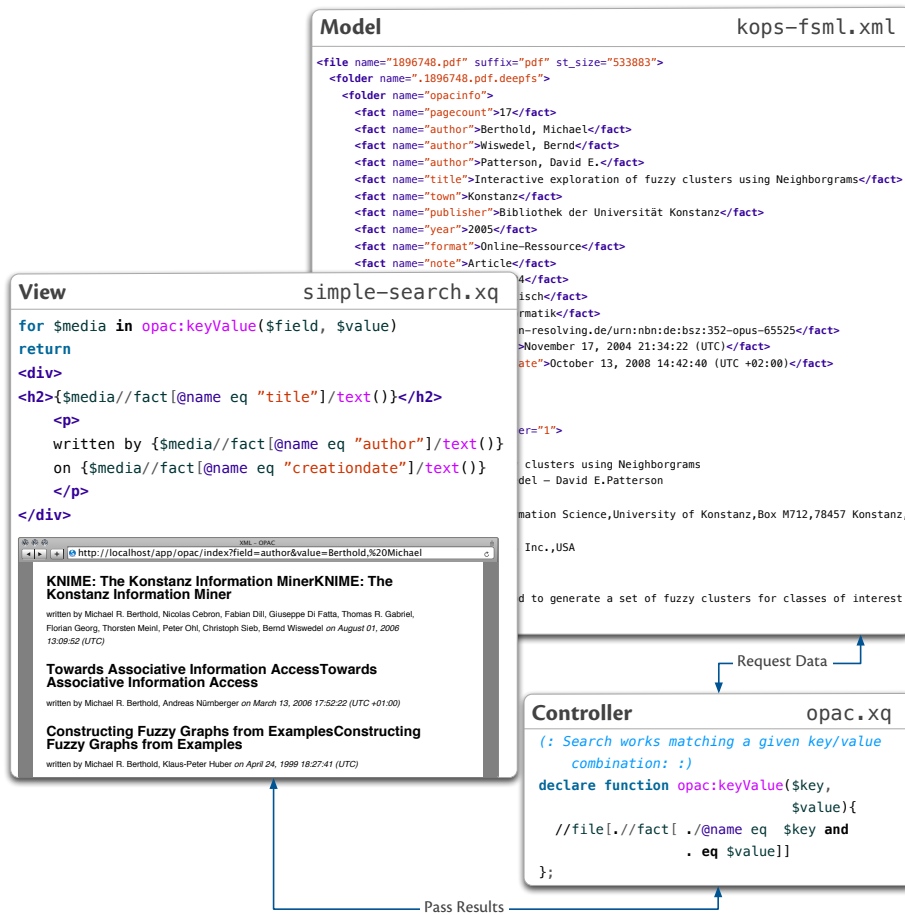 Model kops-fsml.xml
<file name="1896748.pdf" suffix="pdf" st_size="533883">
<folder name=".1896748.pdf.deepfs">
<folder name="opacinfo">
<fact name="pagecount">17</fact>
<fact name="author">Berthold, Michael</fact>
<fact name="author">Wiswedel, Bernd</fact>
<fact name="author">Patterson, David E.</fact>
<fact name="title">Interactive exploration of fuzzy clusters using Neighborgrams</fact>
<fact name="town">Konstanz</fact>
<fact name="publisher">Bibliothek der Universität Konstanz</fact>
<fact name="year">2005</fact>
<fact name="format">Online-Ressource</fact>
<fact name="note">Article</fact>
4</fact>
isch</fact>
rmatik</fact>
n-resolving.de/urn:nbn:de:bsz:352-opus-65525</fact>
>November 17, 2004 21:34:22 (UTC)</fact>
ate">October 13, 2008 14:42:40 (UTC +02:00)</fact>
er="1">
clusters using Neighborgrams
del – David E.Patterson
mation Science,University of Konstanz,Box M712,78457 Konstanz,
Inc.,USA
d to generate a set of fuzzy clusters for classes of interest
View simple-search.xq
for $media in opac:keyValue($field, $value)
return
<div>
<h2>{$media//fact[@name eq "title"]/text()}</h2>
<p>
written by {$media//fact[@name eq "author"]/text()}
on {$media//fact[@name eq "creationdate"]/text()}
</p>
</div>
XML – OPAC
http://localhost/app/opac/index?field=author&value=Berthold,%20Michael
KNIME: The Konstanz Information MinerKNIME: The
Konstanz Information Miner
written by Michael R. Berthold, Nicolas Cebron, Fabian Dill, Giuseppe Di Fatta, Thomas R. Gabriel,
Florian Georg, Thorsten Meinl, Peter Ohl, Christoph Sieb, Bernd Wiswedel on August 01, 2006
13:09:52 (UTC)
Towards Associative Information AccessTowards
Associative Information Access
written by Michael R. Berthold, Andreas Nürnberger on March 13, 2006 17:52:22 (UTC +01:00)
Constructing Fuzzy Graphs from ExamplesConstructing
Fuzzy Graphs from Examples
written by Michael R. Berthold, Klaus-Peter Huber on April 24, 1999 18:27:41 (UTC)
Request Data
Controller opac.xq
(: Search works matching a given key/value
combination: :)
declare function opac:keyValue($key,
$value){
//file[.//fact[ ./@name eq $key and
. eq $value]]
};
Pass Results